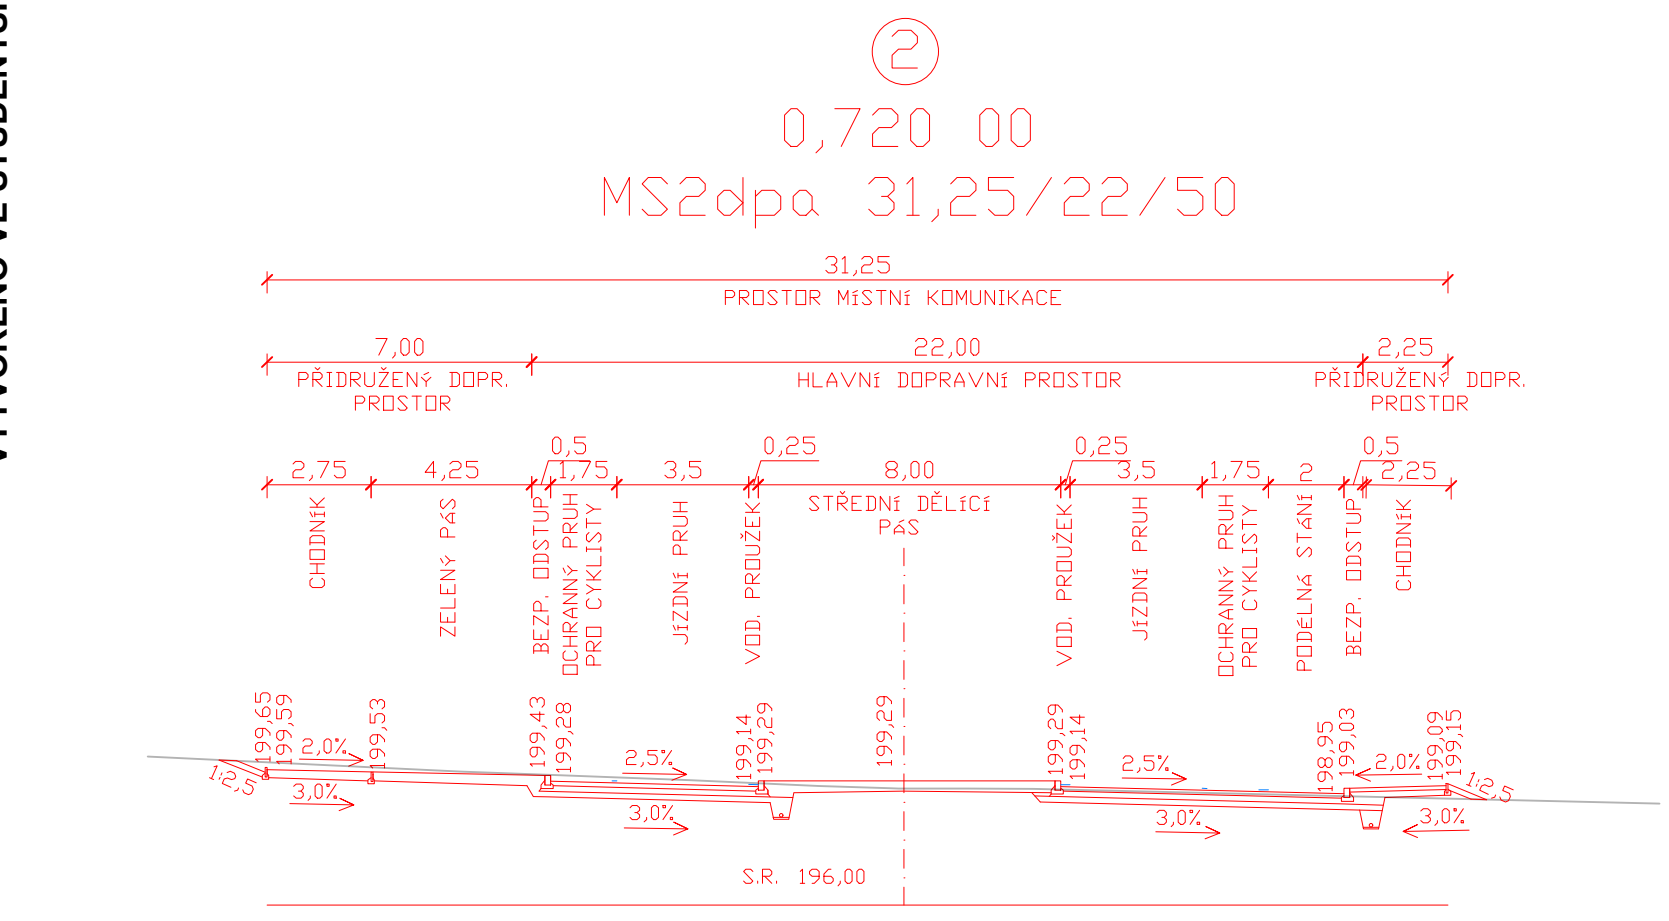 2
0,720 00
MS2dpa 31,25/22/50
31,25
PROSTOR MÍSTNÍ KOMUNIKACE
7,00
22,00
2,25
PŘIDRUŽENÝ DOPR.
PROSTOR
HLAVNÍ DOPRAVNÍ PROSTOR
PŘIDRUŽENÝ DOPR.
PROSTOR
0,5
0,25
0,25
0,5
2,75
4,25
1,75
3,5
8,00
3,5
1,75
2
2,25
STŘEDNÍ DĚLÍCÍ
PÁS
CHODNÍK
ZELENÝ PÁS
BEZP. ODSTUP
OCHRANNÝ PRUH
PRO CYKLISTY
JÍZDNÍ PRUH
VOD. PROUŽEK
VOD. PROUŽEK
JÍZDNÍ PRUH
OCHRANNÝ PRUH
PRO CYKLISTY
PODÉLNÁ STÁNÍ
BEZP. ODSTUP
CHODNÍK
199,65
199,59
199,53
199,43
199,28
199,14
199,29
199,29
199,29
199,14
198,95
199,03
199,09
199,15
2,0%
2,5%
2,5%
2,0%
1:2,5
1:2,5
3,0%
3,0%
3,0%
3,0%
S.R. 196,00